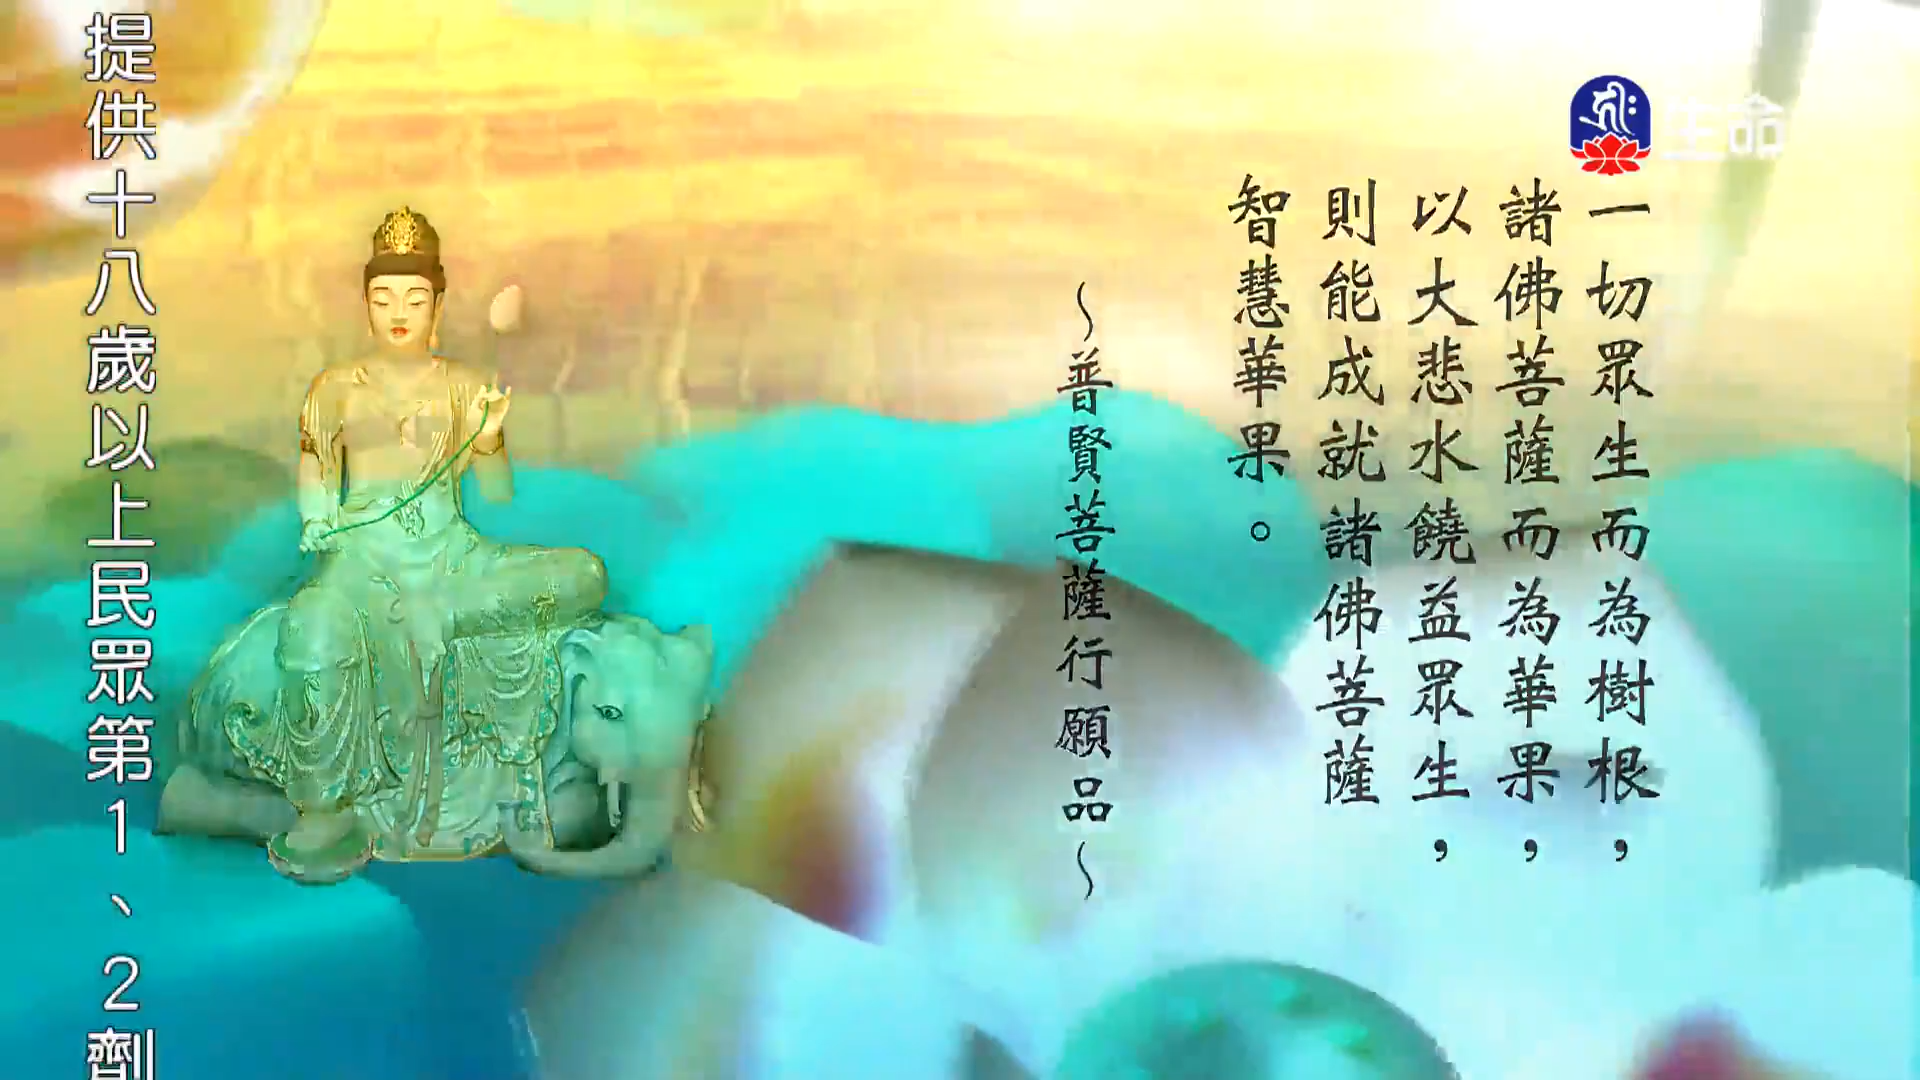 一切眾生而為樹根，
諸佛菩薩而為華果，
以大悲水饒益眾生，
則能成就諸佛菩薩
智慧華果。
～普賢菩薩行願品～
生命
提供十八歲以上民眾第1、2劑